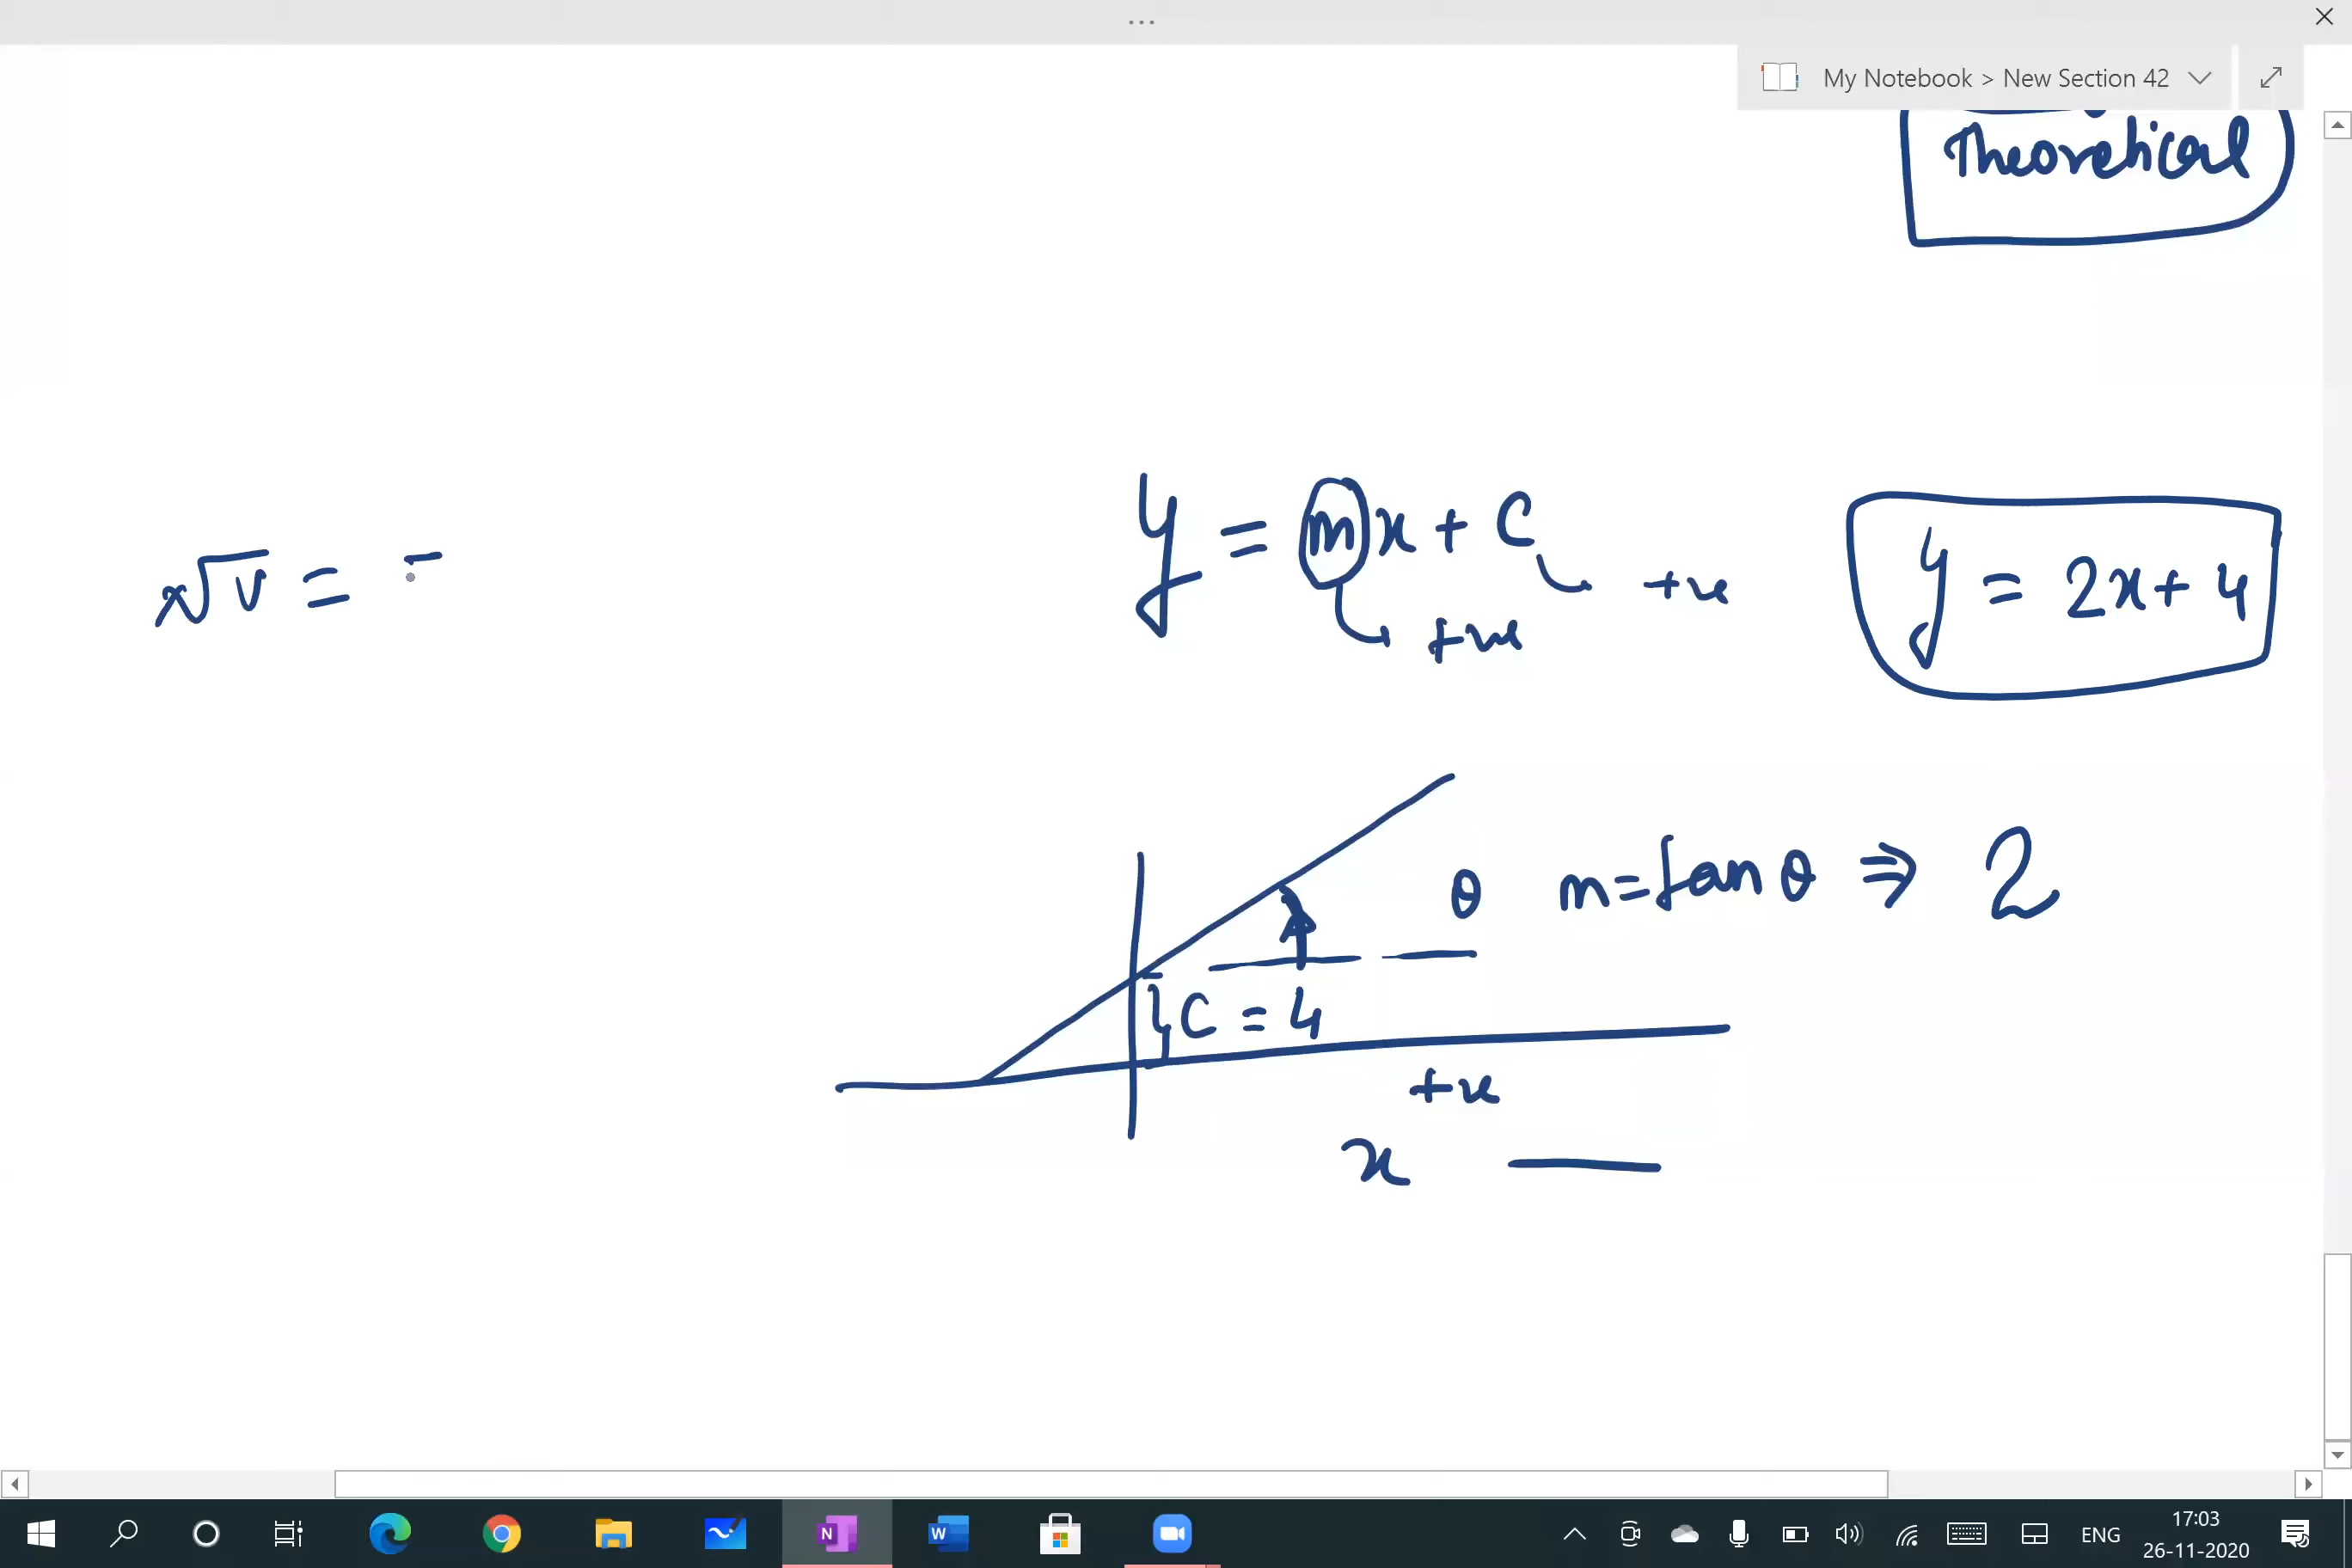 My Notebook > New Section 42
Theoretical
y = mx + C
+ve
+ve
x√v =
y = 2x + 4
θ m = tan θ ⇒ 2
C = 4
+ve
x
ENG
17:03
26-11-2020